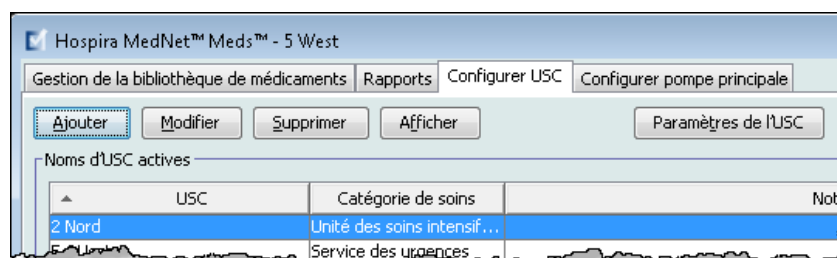 Hospira MedNet™ Meds™ - 5 West
Gestion de la bibliothèque de médicaments Rapports Configurer USC Configurer pompe principale
Ajouter Modifier Supprimer Afficher Paramètres de l'USC
Noms d'USC actives
USC Catégorie de soins Not
2 Nord Unité des soins intensif...
Service des urgences